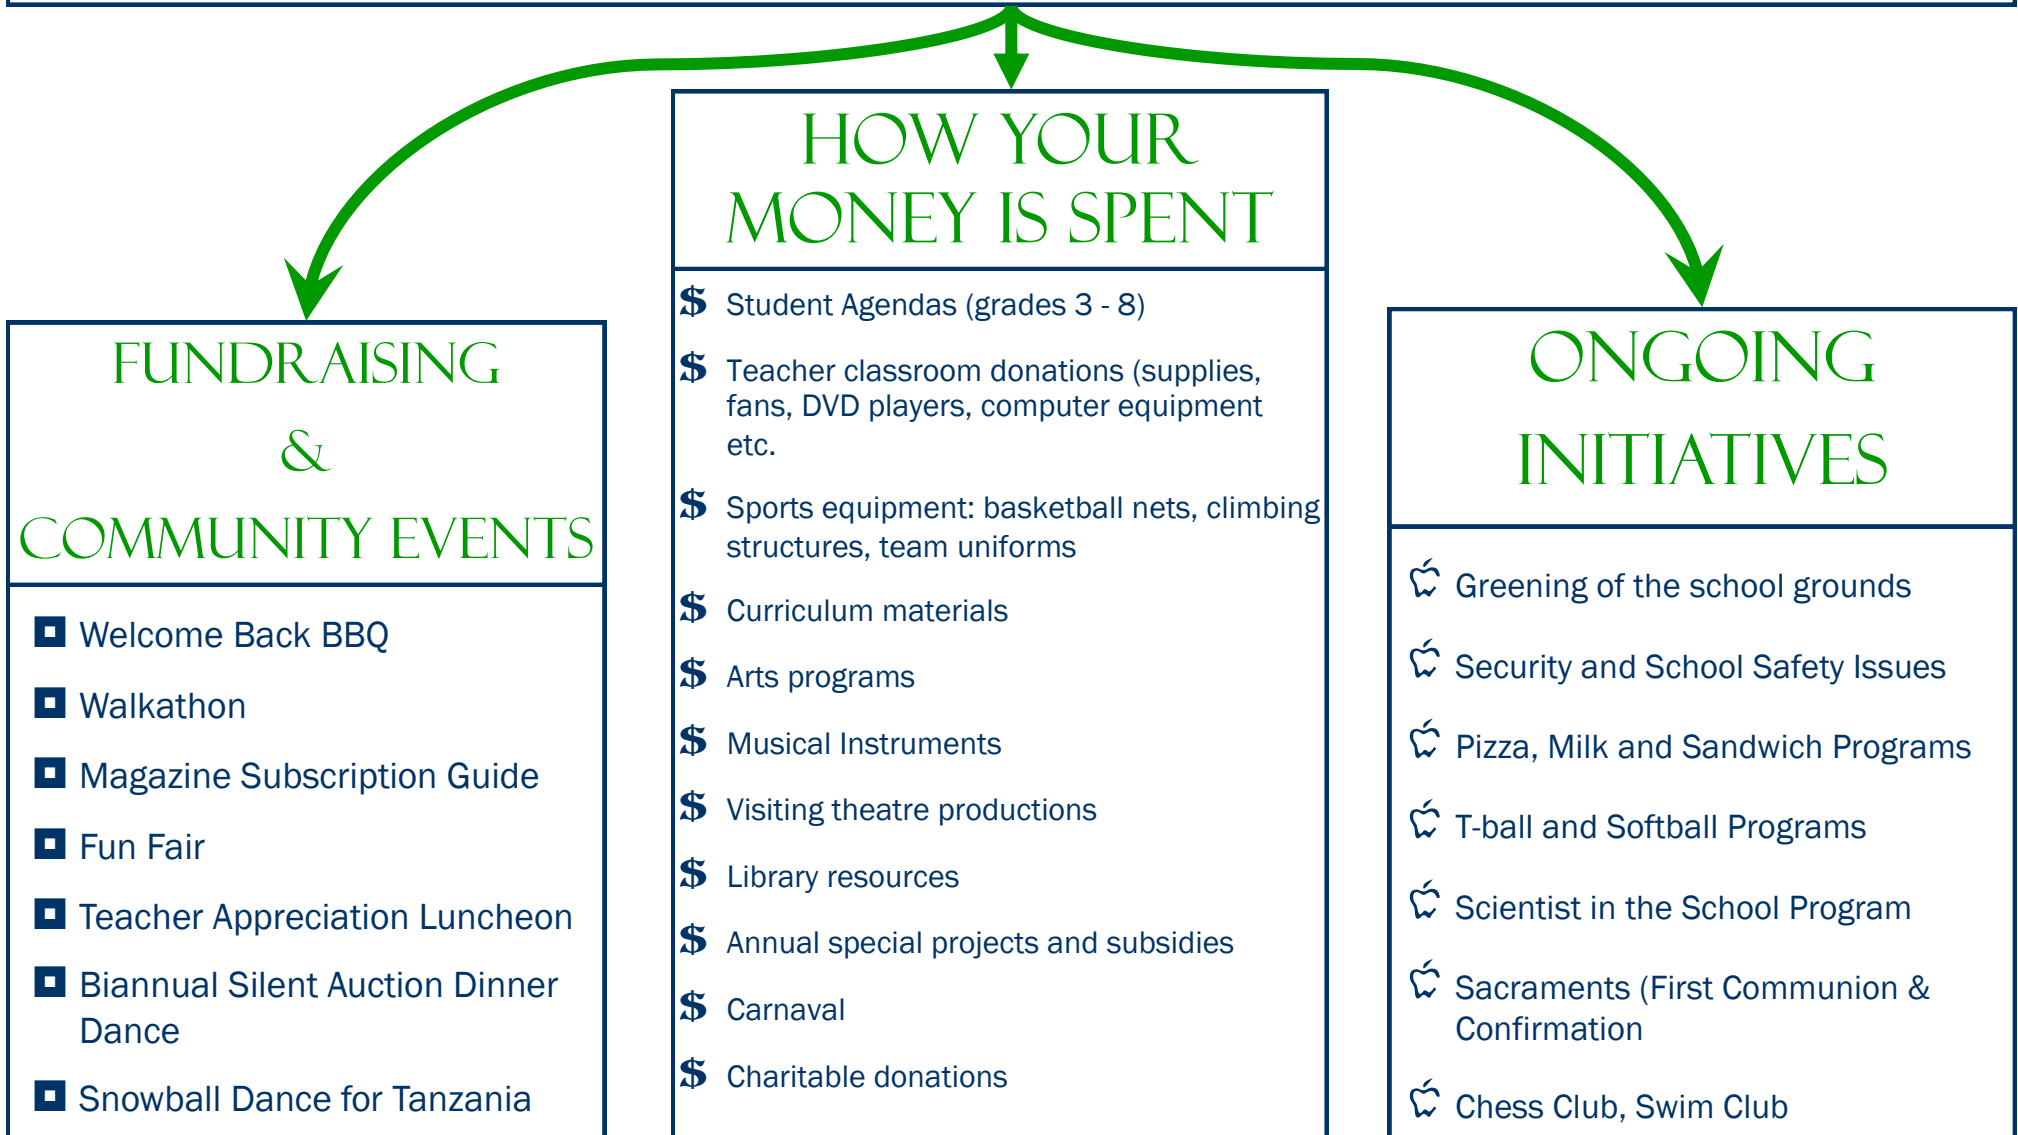 HOW YOUR
MONEY IS SPENT
$ Student Agendas (grades 3 - 8)
$ Teacher classroom donations (supplies,
fans, DVD players, computer equipment
etc.
$ Sports equipment: basketball nets, climbing
structures, team uniforms
$ Curriculum materials
$ Arts programs
$ Musical Instruments
$ Visiting theatre productions
$ Library resources
$ Annual special projects and subsidies
$ Carnaval
$ Charitable donations
FUNDRAISING
&
COMMUNITY EVENTS
Welcome Back BBQ
Walkathon
Magazine Subscription Guide
Fun Fair
Teacher Appreciation Luncheon
Biannual Silent Auction Dinner
Dance
Snowball Dance for Tanzania
ONGOING
INITIATIVES
Greening of the school grounds
Security and School Safety Issues
Pizza, Milk and Sandwich Programs
T-ball and Softball Programs
Scientist in the School Program
Sacraments (First Communion &
Confirmation
Chess Club, Swim Club